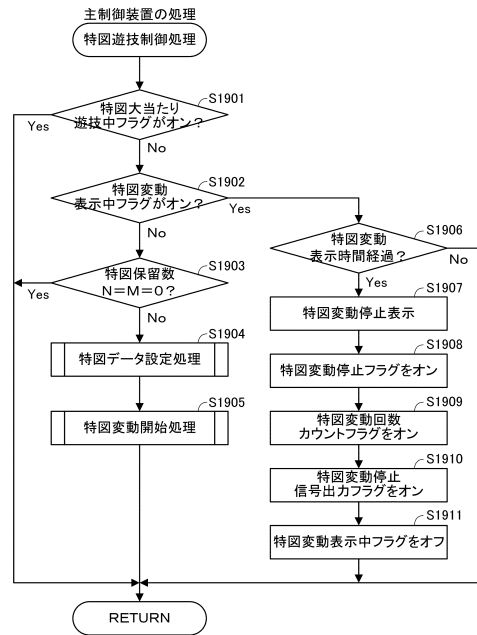 主制御装置の処理
特図遊技制御処理
S1901
特図大当たり
遊技中フラグがオン？
Yes
No
S1902
特図変動
表示中フラグがオン？
Yes
No
S1903
特図保留数
N＝M＝0？
Yes
No
S1904
特図データ設定処理
S1905
特図変動開始処理
S1906
特図変動
表示時間経過？
No
Yes
S1907
特図変動停止表示
S1908
特図変動停止フラグをオン
S1909
特図変動回数
カウントフラグをオン
S1910
特図変動停止
信号出力フラグをオン
S1911
特図変動表示中フラグをオフ
RETURN